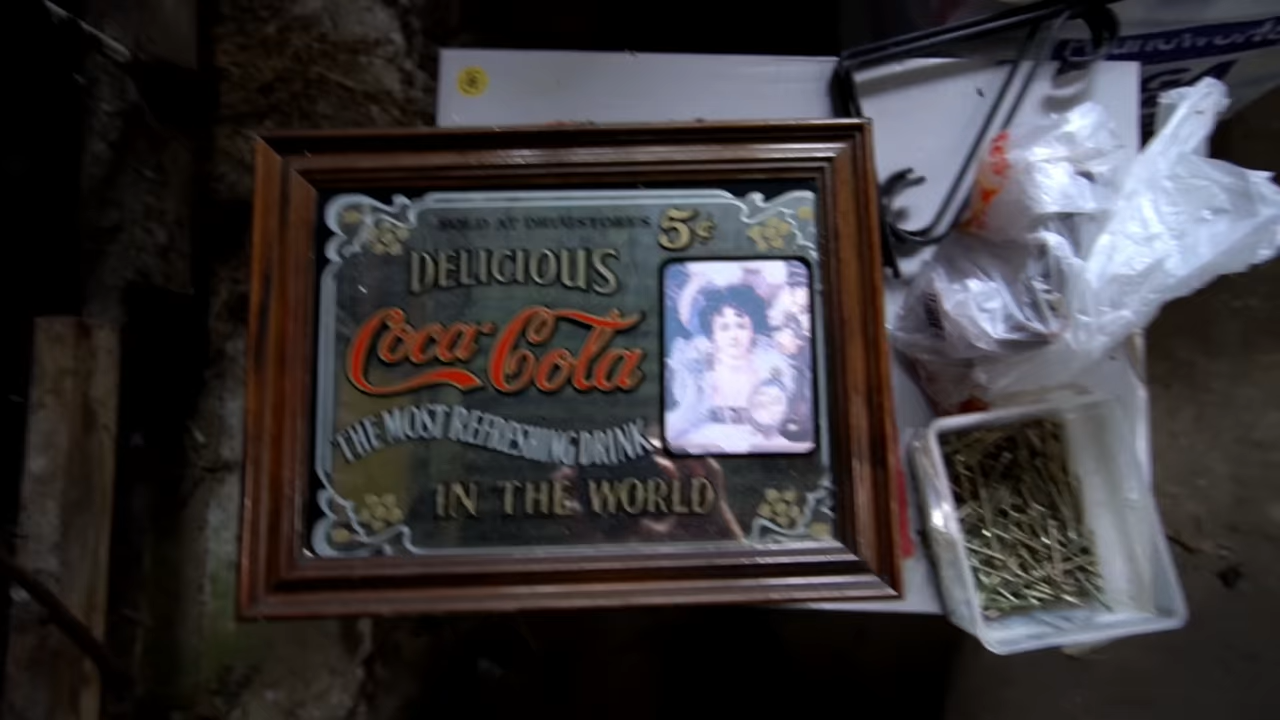 SOLD AT DRUGSTORES 5¢
DELICIOUS
Coca-Cola
THE MOST REFRESHING DRINK
IN THE WORLD